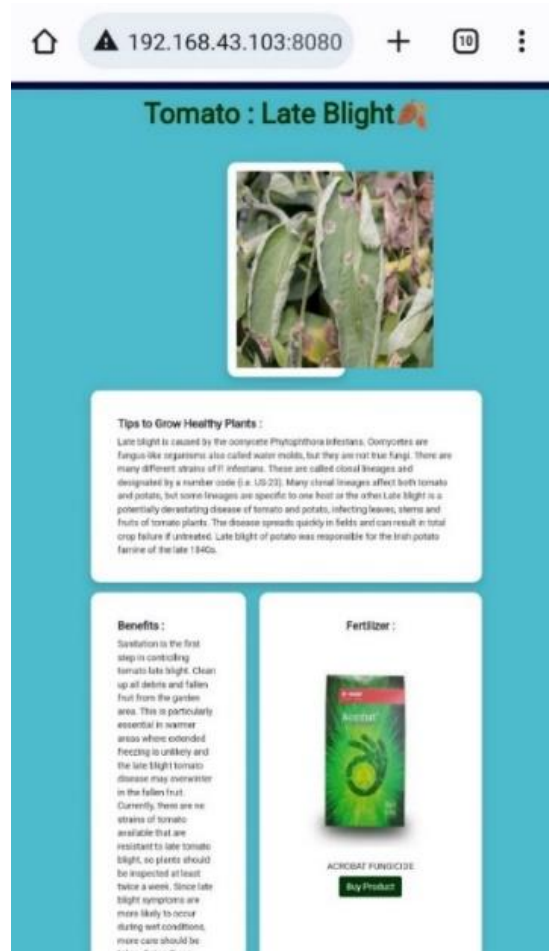 192.168.43.103:8080
10
Tomato : Late Blight
Tips to Grow Healthy Plants :
Late blight is caused by the oomycete Phytophthora infestans. Oomycetes are
fungus-like organisms also called water molds, but they are not true fungi. There are
many different strains of P. infestans. These are called clonal lineages and
designated by a number code (i.e. US-23). Many clonal lineages affect both tomato
and potato, but some lineages are specific to one host or the other.Late blight is a
potentially devastating disease of tomato and potato, infecting leaves, stems and
fruits of tomato plants. The disease spreads quickly in fields and can result in total
crop failure if untreated. Late blight of potato was responsible for the Irish potato
famine of the late 1840s.
Benefits :
Sanitation is the first
step in controlling
tomato late blight. Clean
up all debris and fallen
fruit from the garden
area. This is particularly
essential in warmer
areas where extended
freezing is unlikely and
the late blight tomato
disease may overwinter
in the fallen fruit.
Currently, there are no
strains of tomato
available that are
resistant to late tomato
blight, so plants should
be inspected at least
twice a week. Since late
blight symptoms are
more likely to occur
during wet conditions,
more care should be
Fertilizer :
Acrobat
ACROBAT FUNGICIDE
Buy Product